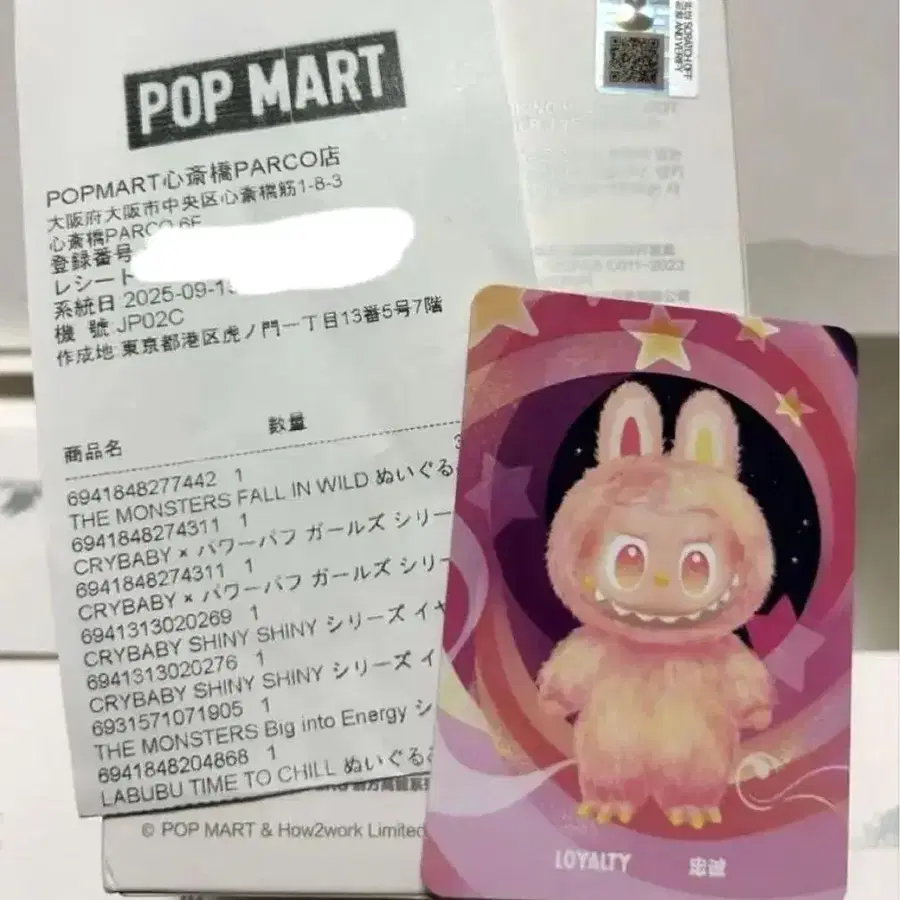 POP MART
POPMART心斎橋PARCO店
大阪府大阪市中央区心斎橋筋1-8-3
心斎橋PARCO 6F
登録番号
レシート
系統日 2025-09-1
機 號 JP02C
作成地 東京都港区虎ノ門一丁目13番5号7階
商品名 数量
6941848277442 1
THE MONSTERS FALL IN WILD ぬいぐる
6941848274311 1
CRYBABY × パワーパフ ガールズ シリー
6941848274311 1
CRYBABY × パワーパフ ガールズ シリー
6941313020269 1
CRYBABY SHINY SHINY シリーズ イヤ
6941313020276 1
CRYBABY SHINY SHINY シリーズ イ
6931571071905 1
THE MONSTERS Big into Energy シ
6941848204868 1
LABUBU TIME TO CHILL ぬいぐるみ
© POP MART & How2work Limited
SCRATCH OFF
AND VERIFY
LOYALTY 忠诚